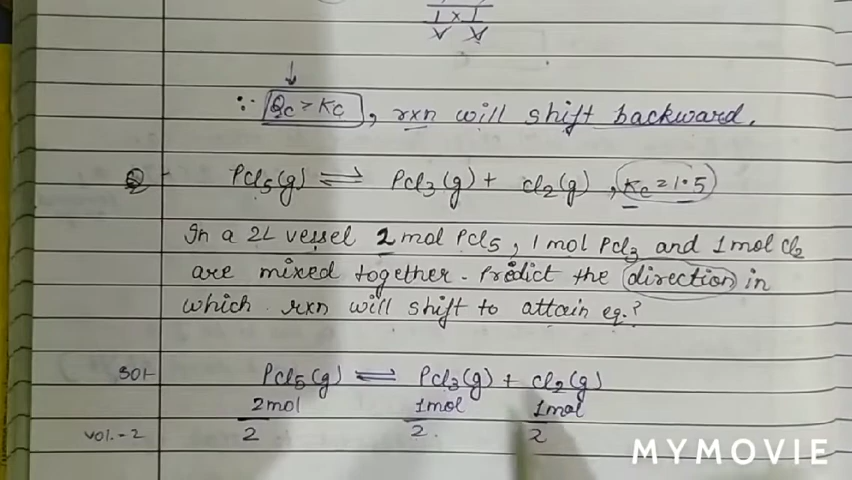 1 × 1
V V
∵ Qc > Kc, rxn will shift backward.
Q - PCl5(g) ⇌ PCl3(g) + Cl2(g), Kc = 1.5
In a 2L vessel 2 mol PCl5, 1 mol PCl3 and 1 mol Cl2
are mixed together. Predict the direction in
which rxn will shift to attain eq.?
Sol- PCl5(g) ⇌ PCl3(g) + Cl2(g)
2mol 1mol 1mol
vol.-2 2 2. 2
MYMOVIE